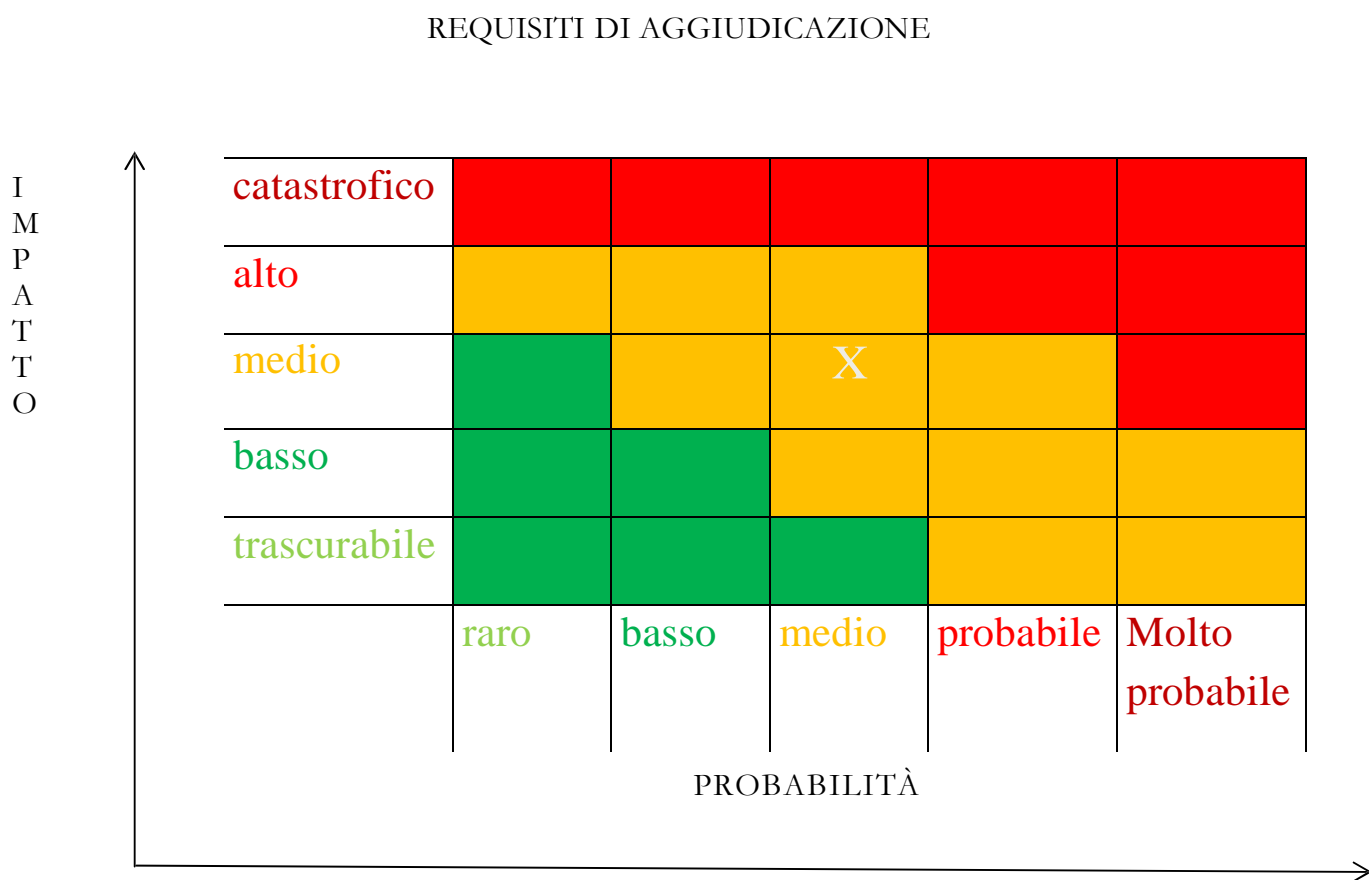 REQUISITI DI AGGIUDICAZIONE
I
M
P
A
T
T
O
catastrofico
alto
medio
X
basso
trascurabile
raro basso medio probabile Molto
probabile
PROBABILITÀ